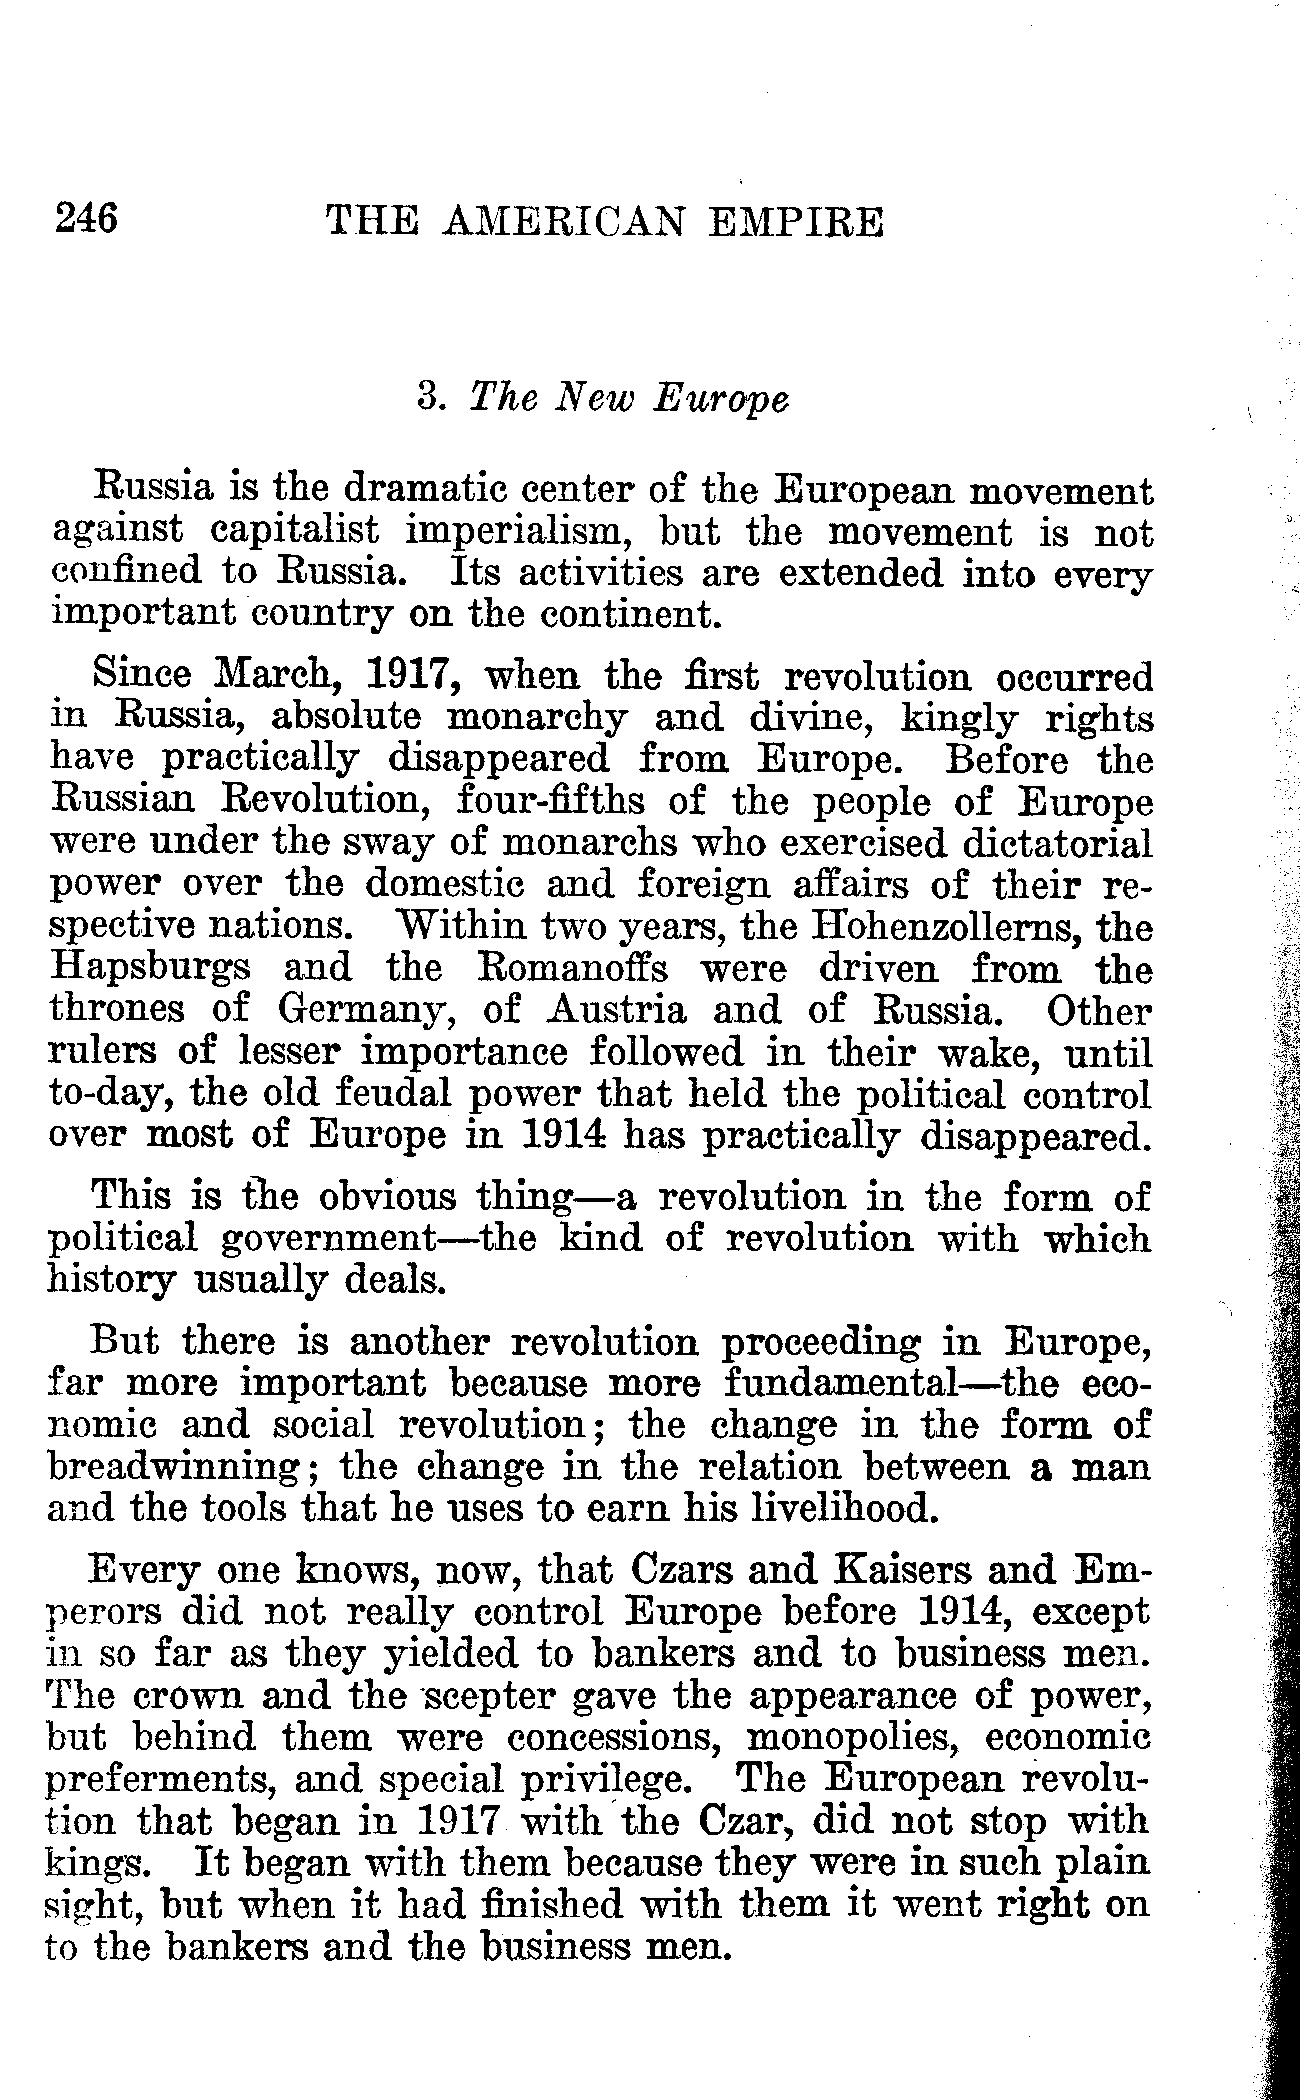 246 THE AMERICAN EMPIRE
3. The New Europe
Russia is the dramatic center of the European movement
against capitalist imperialism, but the movement is not
confined to Russia. Its activities are extended into every
important country on the continent.
Since March, 1917, when the first revolution occurred
in Russia, absolute monarchy and divine, kingly rights
have practically disappeared from Europe. Before the
Russian Revolution, four-fifths of the people of Europe
were under the sway of monarchs who exercised dictatorial
power over the domestic and foreign affairs of their re-
spective nations. Within two years, the Hohenzollerns, the
Hapsburgs and the Romanoffs were driven from the
thrones of Germany, of Austria and of Russia. Other
rulers of lesser importance followed in their wake, until
to-day, the old feudal power that held the political control
over most of Europe in 1914 has practically disappeared.
This is the obvious thing—a revolution in the form of
political government—the kind of revolution with which
history usually deals.
But there is another revolution proceeding in Europe,
far more important because more fundamental—the eco-
nomic and social revolution; the change in the form of
breadwinning; the change in the relation between a man
and the tools that he uses to earn his livelihood.
Every one knows, now, that Czars and Kaisers and Em-
perors did not really control Europe before 1914, except
in so far as they yielded to bankers and to business men.
The crown and the scepter gave the appearance of power,
but behind them were concessions, monopolies, economic
preferments, and special privilege. The European revolu-
tion that began in 1917 with the Czar, did not stop with
kings. It began with them because they were in such plain
sight, but when it had finished with them it went right on
to the bankers and the business men.